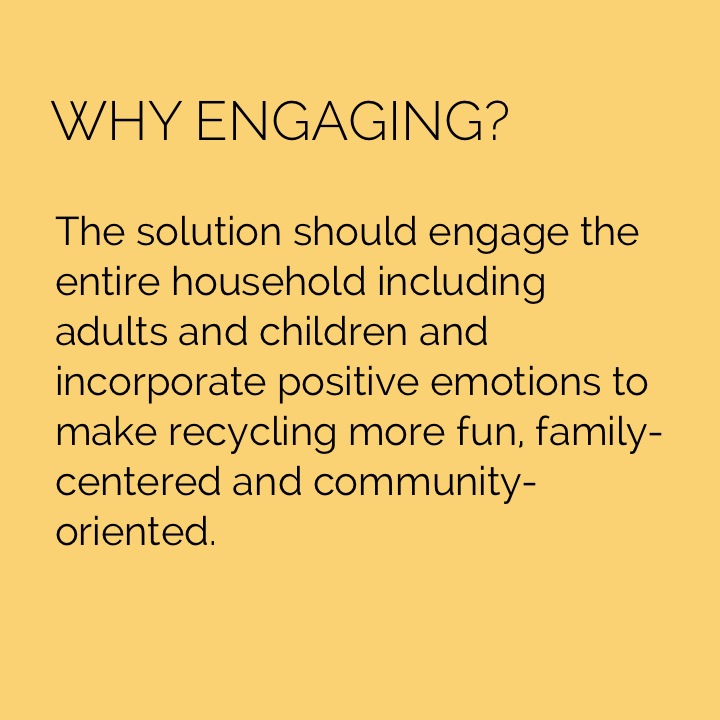 WHY ENGAGING?
The solution should engage the
entire household including
adults and children and
incorporate positive emotions to
make recycling more fun, family-
centered and community-
oriented.